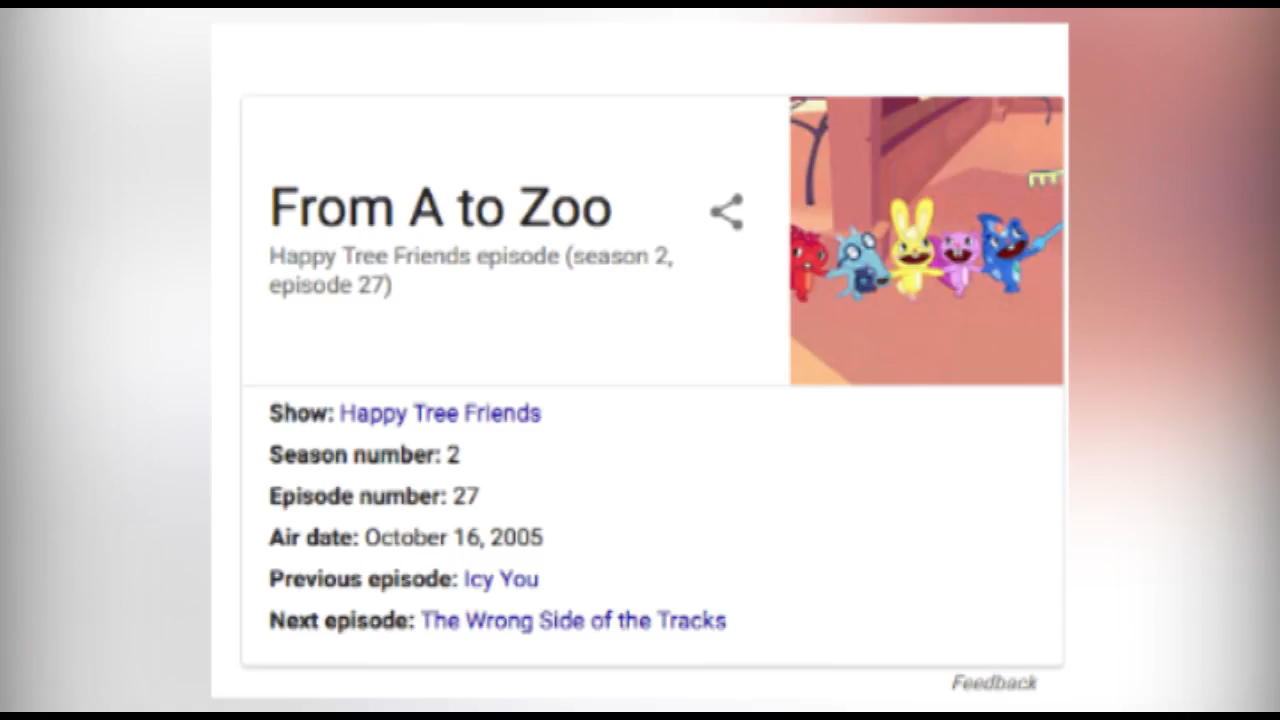 From A to Zoo
Happy Tree Friends episode (season 2,
episode 27)
Show: Happy Tree Friends
Season number: 2
Episode number: 27
Air date: October 16, 2005
Previous episode: Icy You
Next episode: The Wrong Side of the Tracks
Feedback